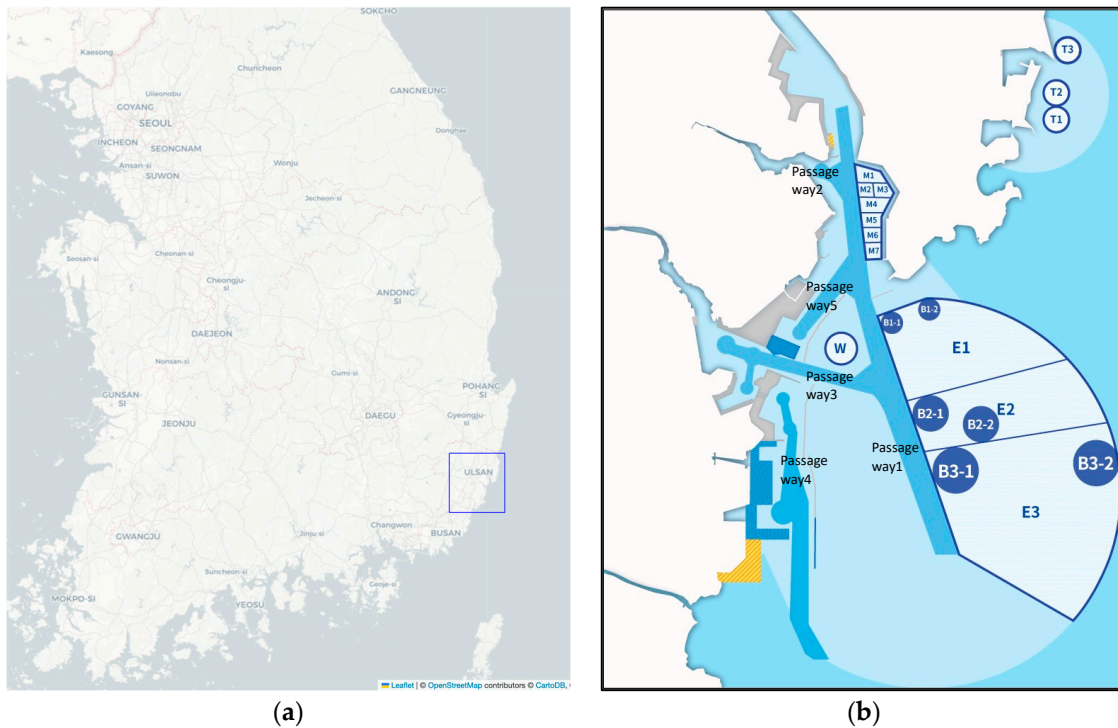 SOKCHO
Kaesong
Chuncheon
Uijeonbu
GANGNEUNG
GOYANG
SEOUL
Donghae
INCHEON
SEONGNAM
Ansan-si
Wonju
SUWON
Jecheon-si
Cheonan-si
Seosan-si
Cheongju-
si
ANDONG
SI
DAEJEON
Nonsan-si
Gumi-si
POHANG-
SI
GUNSAN-
SI
JEONJU
DAEGU
Gyeongju-
si
ULSAN
Changwon
GWANGJU
Jinju-si
BUSAN
Suncheon-si
Geoje-si
MOKPO-SI
YEOSU
Leaflet | © OpenStreetMap contributors © CartoDB,
(a)
T3
T2
T1
Passage
way2
M1
M2
M3
M4
M5
M6
M7
Passage
way5
B1-1
B1-2
W
E1
Passage
way3
B2-1
E2
B2-2
Passage
way1
Passage
way4
B3-1
B3-2
E3
(b)